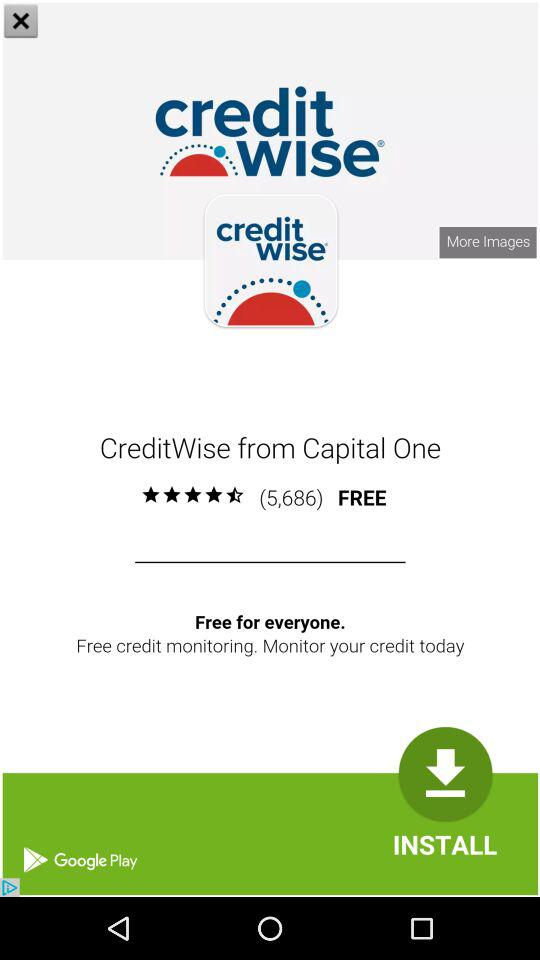 credit
wise®
credit
wise®
More Images
CreditWise from Capital One
(5,686) FREE
Free for everyone.
Free credit monitoring. Monitor your credit today
INSTALL
Google Play